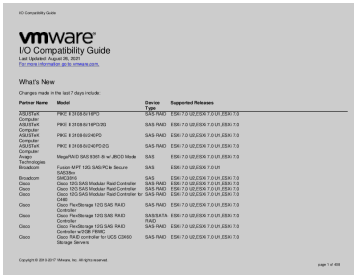 I/O Compatibility Guide
vmware®
I/O Compatibility Guide
Last Updated: August 26, 2021
For more information go to vmware.com.
What's New
Changes made in the last 7 days include:
Partner Name Model Device Type Supported Releases
ASUSTeK Computer PIKE II 3108-8i/16PD SAS-RAID ESXi 7.0 U2,ESXi 7.0 U1,ESXi 7.0
ASUSTeK Computer PIKE II 3108-8i/16PD/2G SAS-RAID ESXi 7.0 U2,ESXi 7.0 U1,ESXi 7.0
ASUSTeK Computer PIKE II 3108-8i/240PD SAS-RAID ESXi 7.0 U2,ESXi 7.0 U1,ESXi 7.0
ASUSTeK Computer PIKE II 3108-8i/240PD/2G SAS-RAID ESXi 7.0 U2,ESXi 7.0 U1,ESXi 7.0
Avago Technologies MegaRAID SAS 9361-8i w/ JBOD Mode SAS ESXi 7.0 U2,ESXi 7.0 U1,ESXi 7.0
Broadcom Fusion-MPT 12G SAS/PCIe Secure SAS38xx SAS ESXi 7.0 U2,ESXi 7.0 U1,ESXi 7.0
Broadcom SAS ESXi 7.0 U2,ESXi 7.0 U1,ESXi 7.0
Cisco Cisco 12G SAS Modular Raid Controller SAS-RAID ESXi 7.0 U2,ESXi 7.0 U1,ESXi 7.0
Cisco Cisco 12G SAS Modular Raid Controller SAS-RAID ESXi 7.0 U2,ESXi 7.0 U1,ESXi 7.0
Cisco Cisco 12G SAS Modular Raid Controller SAS-RAID ESXi 7.0 U2,ESXi 7.0 U1,ESXi 7.0
Cisco Cisco FlexStorage 12G SAS RAID Controller SAS-RAID ESXi 7.0 U2,ESXi 7.0 U1,ESXi 7.0
Cisco Cisco FlexStorage 12G SAS RAID Controller SAS/SATA-RAID ESXi 7.0 U2,ESXi 7.0 U1,ESXi 7.0
Cisco Cisco FlexStorage 12G SAS RAID Controller w/2GB FBWC SAS-RAID ESXi 7.0 U2,ESXi 7.0 U1,ESXi 7.0
Cisco Cisco RAID controller for UCS C3X60 Storage Servers SAS-RAID ESXi 7.0 U2,ESXi 7.0 U1,ESXi 7.0
Copyright © 2010-2017 VMware, Inc. All rights reserved.